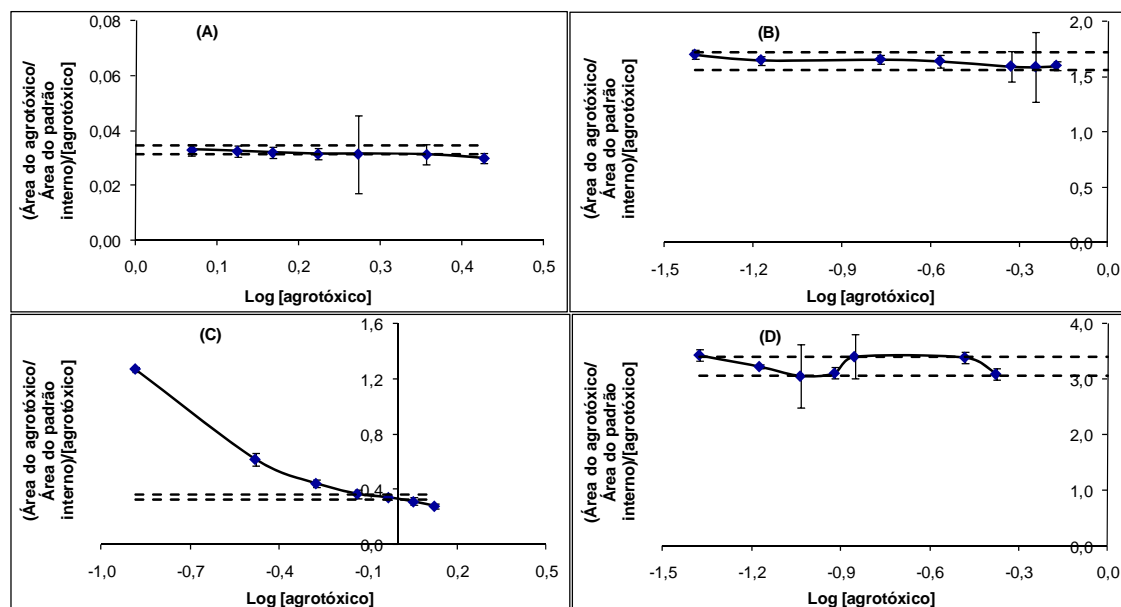 (A)
0,08
0,06
0,04
0,02
0,00
0,0 0,1 0,2 0,3 0,4 0,5
Log [agrotóxico]
(Área do agrotóxico/
Área do padrão
interno)/[agrotóxico]
(B)
2,0
1,5
1,0
0,5
0,0
-1,5 -1,2 -0,9 -0,6 -0,3 0,0
Log [agrotóxico]
(Área do agrotóxico/
Área do padrão
interno)/[agrotóxico]
(C)
1,6
1,2
0,8
0,4
0,0
-1,0 -0,7 -0,4 -0,1 0,2 0,5
Log [agrotóxico]
(Área do agrotóxico/
Área do padrão
interno)/[agrotóxico]
(D)
4,0
3,0
2,0
1,0
0,0
-1,5 -1,2 -0,9 -0,6 -0,3 0,0
Log [agrotóxico]
(Área do agrotóxico/
Área do padrão
interno)/[agrotóxico]